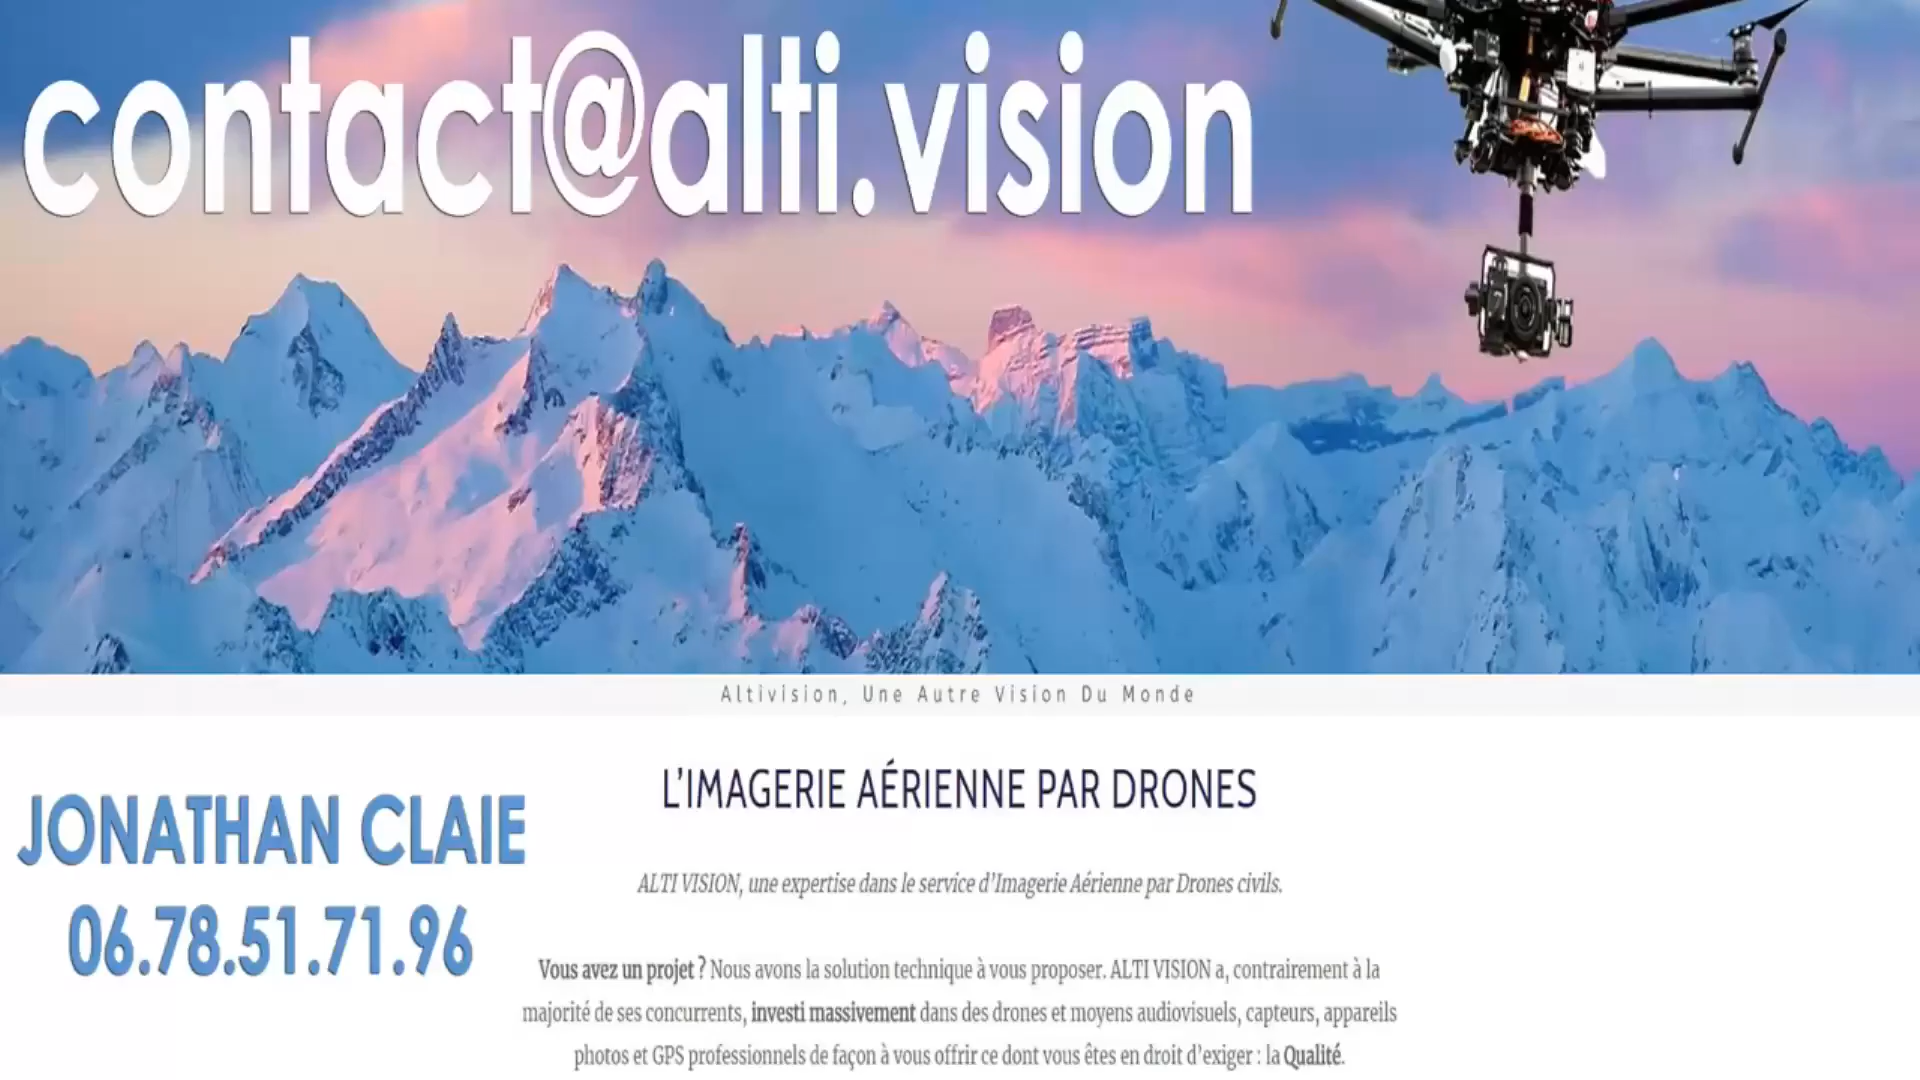 contact@alti.vision
Altivision, Une Autre Vision Du Monde
L’IMAGERIE AÉRIENNE PAR DRONES
JONATHAN CLAIE
06.78.51.71.96
ALTI VISION, une expertise dans le service d’Imagerie Aérienne par Drones civils.
Vous avez un projet ? Nous avons la solution technique à vous proposer. ALTI VISION a, contrairement à la
majorité de ses concurrents, investi massivement dans des drones et moyens audiovisuels, capteurs, appareils
photos et GPS professionnels de façon à vous offrir ce dont vous êtes en droit d’exiger : la Qualité.